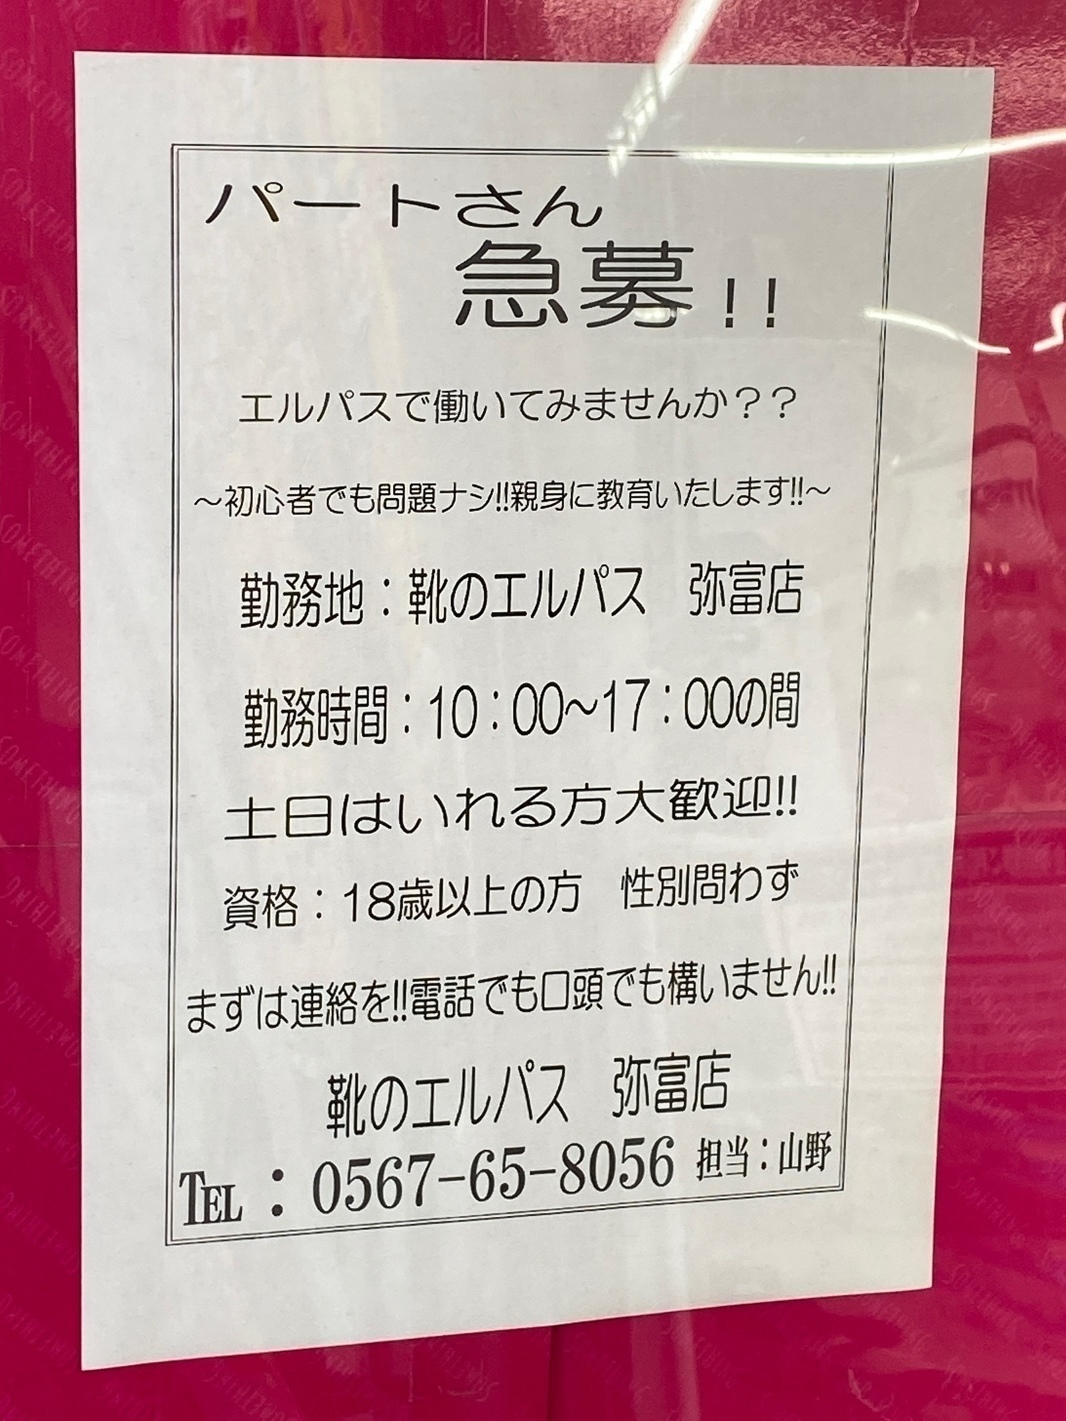 パートさん
急募!!
エルパスで働いてみませんか??
～初心者でも問題ナシ!!親身に教育いたします!!～
勤務地：靴のエルパス　弥富店
勤務時間：10：00～17：00の間
土日はいれる方大歓迎!!
資格：18歳以上の方　性別問わず
まずは連絡を!!電話でも口頭でも構いません!!
靴のエルパス　弥富店
TEL：0567-65-8056 担当：山野